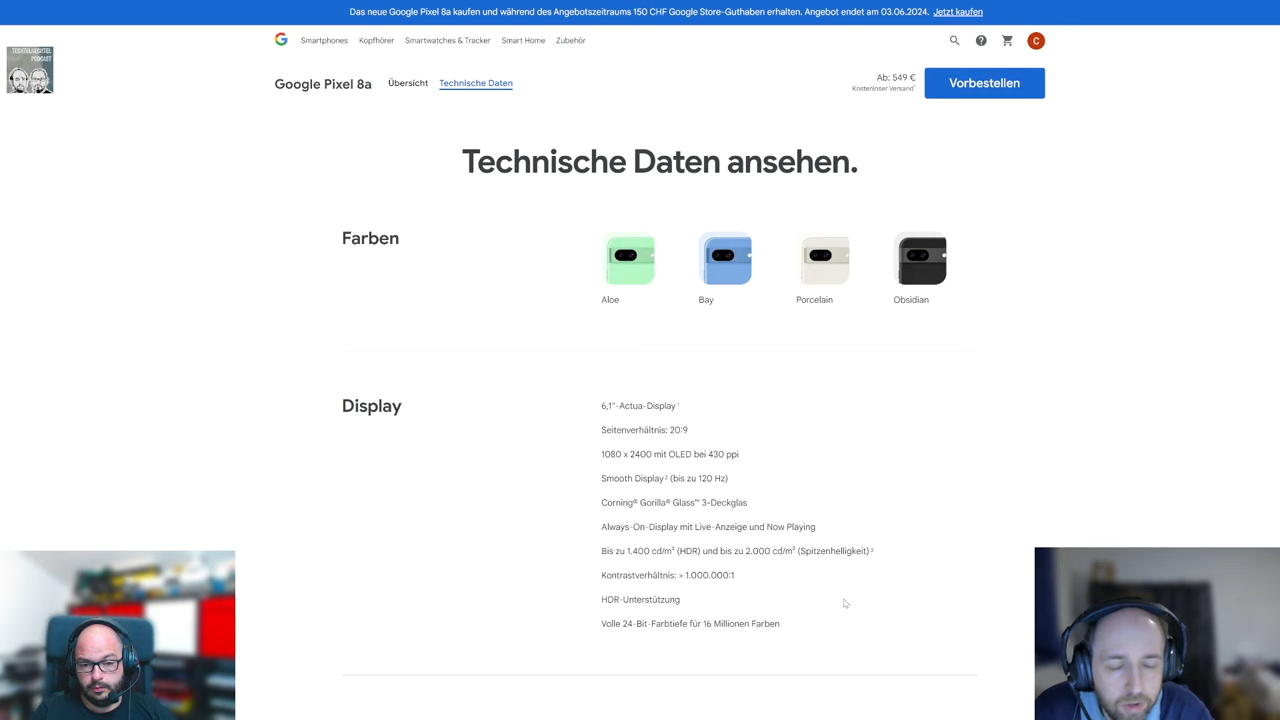 Das neue Google Pixel 8a kaufen und während des Angebotszeitraums 150 CHF Google Store-Guthaben erhalten. Angebot endet am 03.06.2024. Jetzt kaufen
Smartphones Kopfhörer Smartwatches & Tracker Smart Home Zubehör
C
PODCAST
Google Pixel 8a Übersicht Technische Daten
Ab: 549 €
Kostenloser Versand*
Vorbestellen
Technische Daten ansehen.
Farben
Aloe Bay Porcelain Obsidian
Display
6,1"-Actua-Display¹
Seitenverhältnis: 20:9
1080 x 2400 mit OLED bei 430 ppi
Smooth Display² (bis zu 120 Hz)
Corning® Gorilla® Glass™ 3-Deckglas
Always-On-Display mit Live-Anzeige und Now Playing
Bis zu 1.400 cd/m² (HDR) und bis zu 2.000 cd/m² (Spitzenhelligkeit)³
Kontrastverhältnis: > 1.000.000:1
HDR-Unterstützung
Volle 24-Bit-Farbtiefe für 16 Millionen Farben